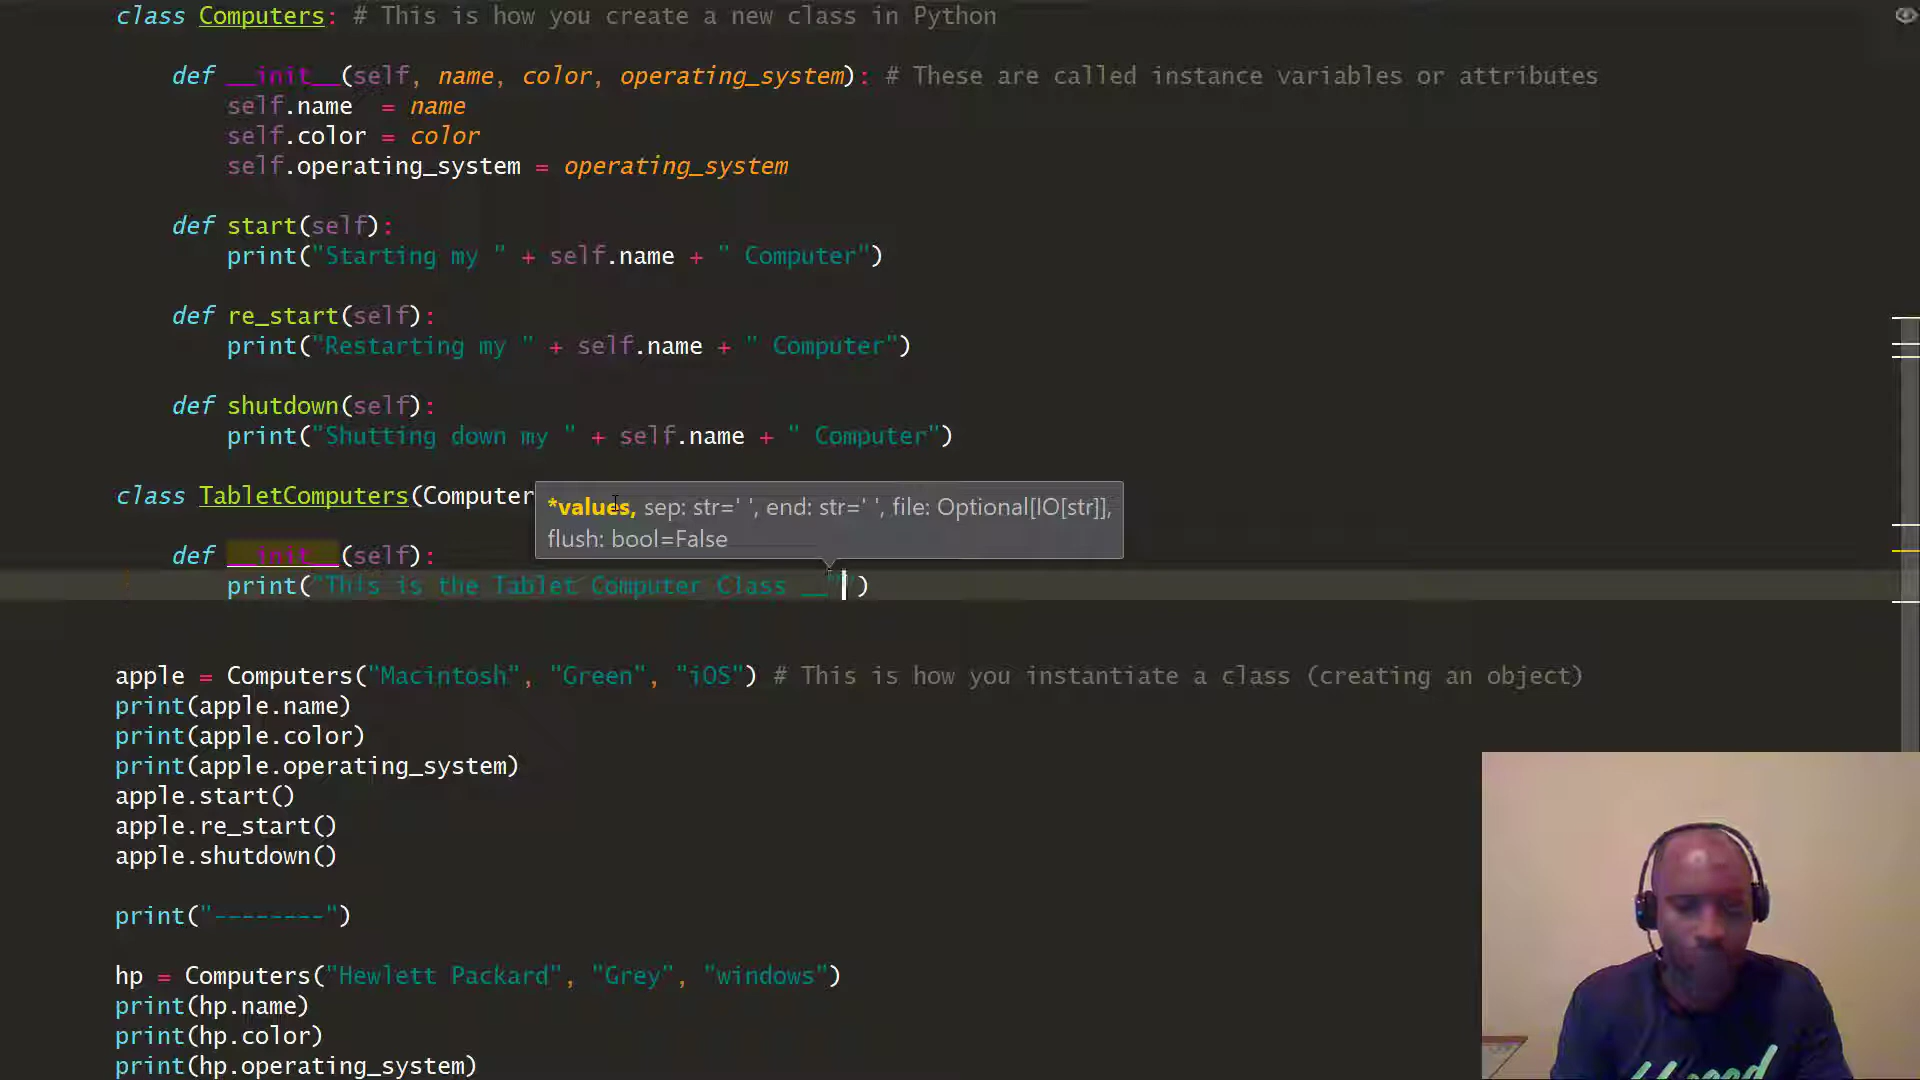 class Computers: # This is how you create a new class in Python
def __init__(self, name, color, operating_system): # These are called instance variables or attributes
self.name = name
self.color = color
self.operating_system = operating_system
def start(self):
print("Starting my " + self.name + " Computer")
def re_start(self):
print("Restarting my " + self.name + " Computer")
def shutdown(self):
print("Shutting down my " + self.name + " Computer")
class TabletComputers(Computer
*values, sep: str=' ', end: str=' ', file: Optional[IO[str]],
flush: bool=False
def __init__(self):
print("This is the Tablet Computer Class __"")
apple = Computers("Macintosh", "Green", "iOS") # This is how you instantiate a class (creating an object)
print(apple.name)
print(apple.color)
print(apple.operating_system)
apple.start()
apple.re_start()
apple.shutdown()
print("--------")
hp = Computers("Hewlett Packard", "Grey", "windows")
print(hp.name)
print(hp.color)
print(hp.operating_system)